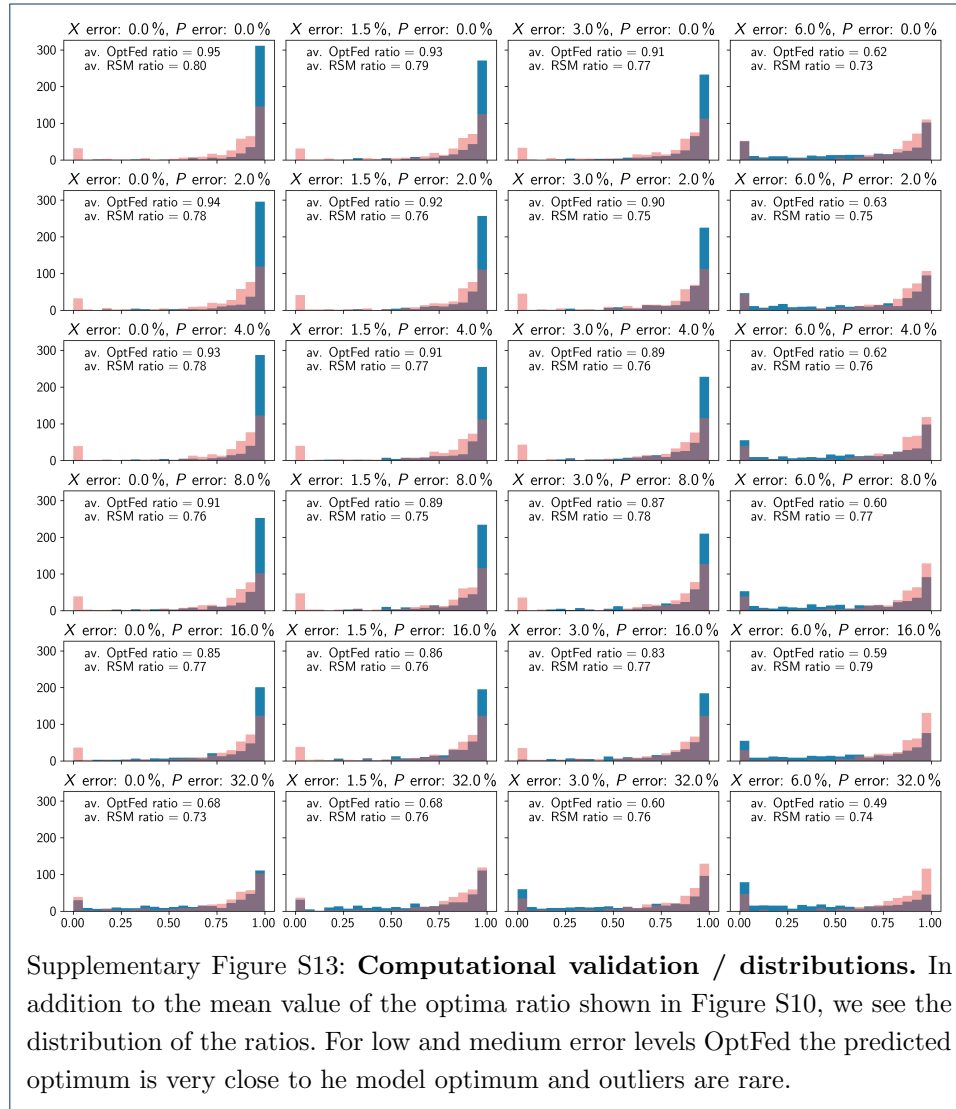 X error: 0.0 %, P error: 0.0 %
X error: 1.5 %, P error: 0.0 %
X error: 3.0 %, P error: 0.0 %
X error: 6.0 %, P error: 0.0 %
300
200
100
0
av. OptFed ratio = 0.95
av. RSM ratio = 0.80
av. OptFed ratio = 0.93
av. RSM ratio = 0.79
av. OptFed ratio = 0.91
av. RSM ratio = 0.77
av. OptFed ratio = 0.62
av. RSM ratio = 0.73
X error: 0.0 %, P error: 2.0 %
X error: 1.5 %, P error: 2.0 %
X error: 3.0 %, P error: 2.0 %
X error: 6.0 %, P error: 2.0 %
300
200
100
0
av. OptFed ratio = 0.94
av. RSM ratio = 0.78
av. OptFed ratio = 0.92
av. RSM ratio = 0.76
av. OptFed ratio = 0.90
av. RSM ratio = 0.75
av. OptFed ratio = 0.63
av. RSM ratio = 0.75
X error: 0.0 %, P error: 4.0 %
X error: 1.5 %, P error: 4.0 %
X error: 3.0 %, P error: 4.0 %
X error: 6.0 %, P error: 4.0 %
300
200
100
0
av. OptFed ratio = 0.93
av. RSM ratio = 0.78
av. OptFed ratio = 0.91
av. RSM ratio = 0.77
av. OptFed ratio = 0.89
av. RSM ratio = 0.76
av. OptFed ratio = 0.62
av. RSM ratio = 0.76
X error: 0.0 %, P error: 8.0 %
X error: 1.5 %, P error: 8.0 %
X error: 3.0 %, P error: 8.0 %
X error: 6.0 %, P error: 8.0 %
300
200
100
0
av. OptFed ratio = 0.91
av. RSM ratio = 0.76
av. OptFed ratio = 0.89
av. RSM ratio = 0.75
av. OptFed ratio = 0.87
av. RSM ratio = 0.78
av. OptFed ratio = 0.60
av. RSM ratio = 0.77
X error: 0.0 %, P error: 16.0 %
X error: 1.5 %, P error: 16.0 %
X error: 3.0 %, P error: 16.0 %
X error: 6.0 %, P error: 16.0 %
300
200
100
0
av. OptFed ratio = 0.85
av. RSM ratio = 0.77
av. OptFed ratio = 0.86
av. RSM ratio = 0.76
av. OptFed ratio = 0.83
av. RSM ratio = 0.77
av. OptFed ratio = 0.59
av. RSM ratio = 0.79
X error: 0.0 %, P error: 32.0 %
X error: 1.5 %, P error: 32.0 %
X error: 3.0 %, P error: 32.0 %
X error: 6.0 %, P error: 32.0 %
300
200
100
0
av. OptFed ratio = 0.68
av. RSM ratio = 0.73
av. OptFed ratio = 0.68
av. RSM ratio = 0.76
av. OptFed ratio = 0.60
av. RSM ratio = 0.76
av. OptFed ratio = 0.49
av. RSM ratio = 0.74
0.00 0.25 0.50 0.75 1.00
0.00 0.25 0.50 0.75 1.00
0.00 0.25 0.50 0.75 1.00
0.00 0.25 0.50 0.75 1.00
Supplementary Figure S13: Computational validation / distributions. In
addition to the mean value of the optima ratio shown in Figure S10, we see the
distribution of the ratios. For low and medium error levels OptFed the predicted
optimum is very close to he model optimum and outliers are rare.